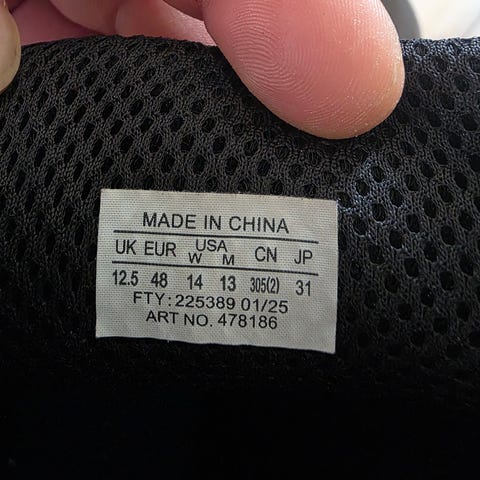 MADE IN CHINA
UK EUR USA W M CN JP
12.5 48 14 13 305(2) 31
FTY: 225389 01/25
ART NO. 478186